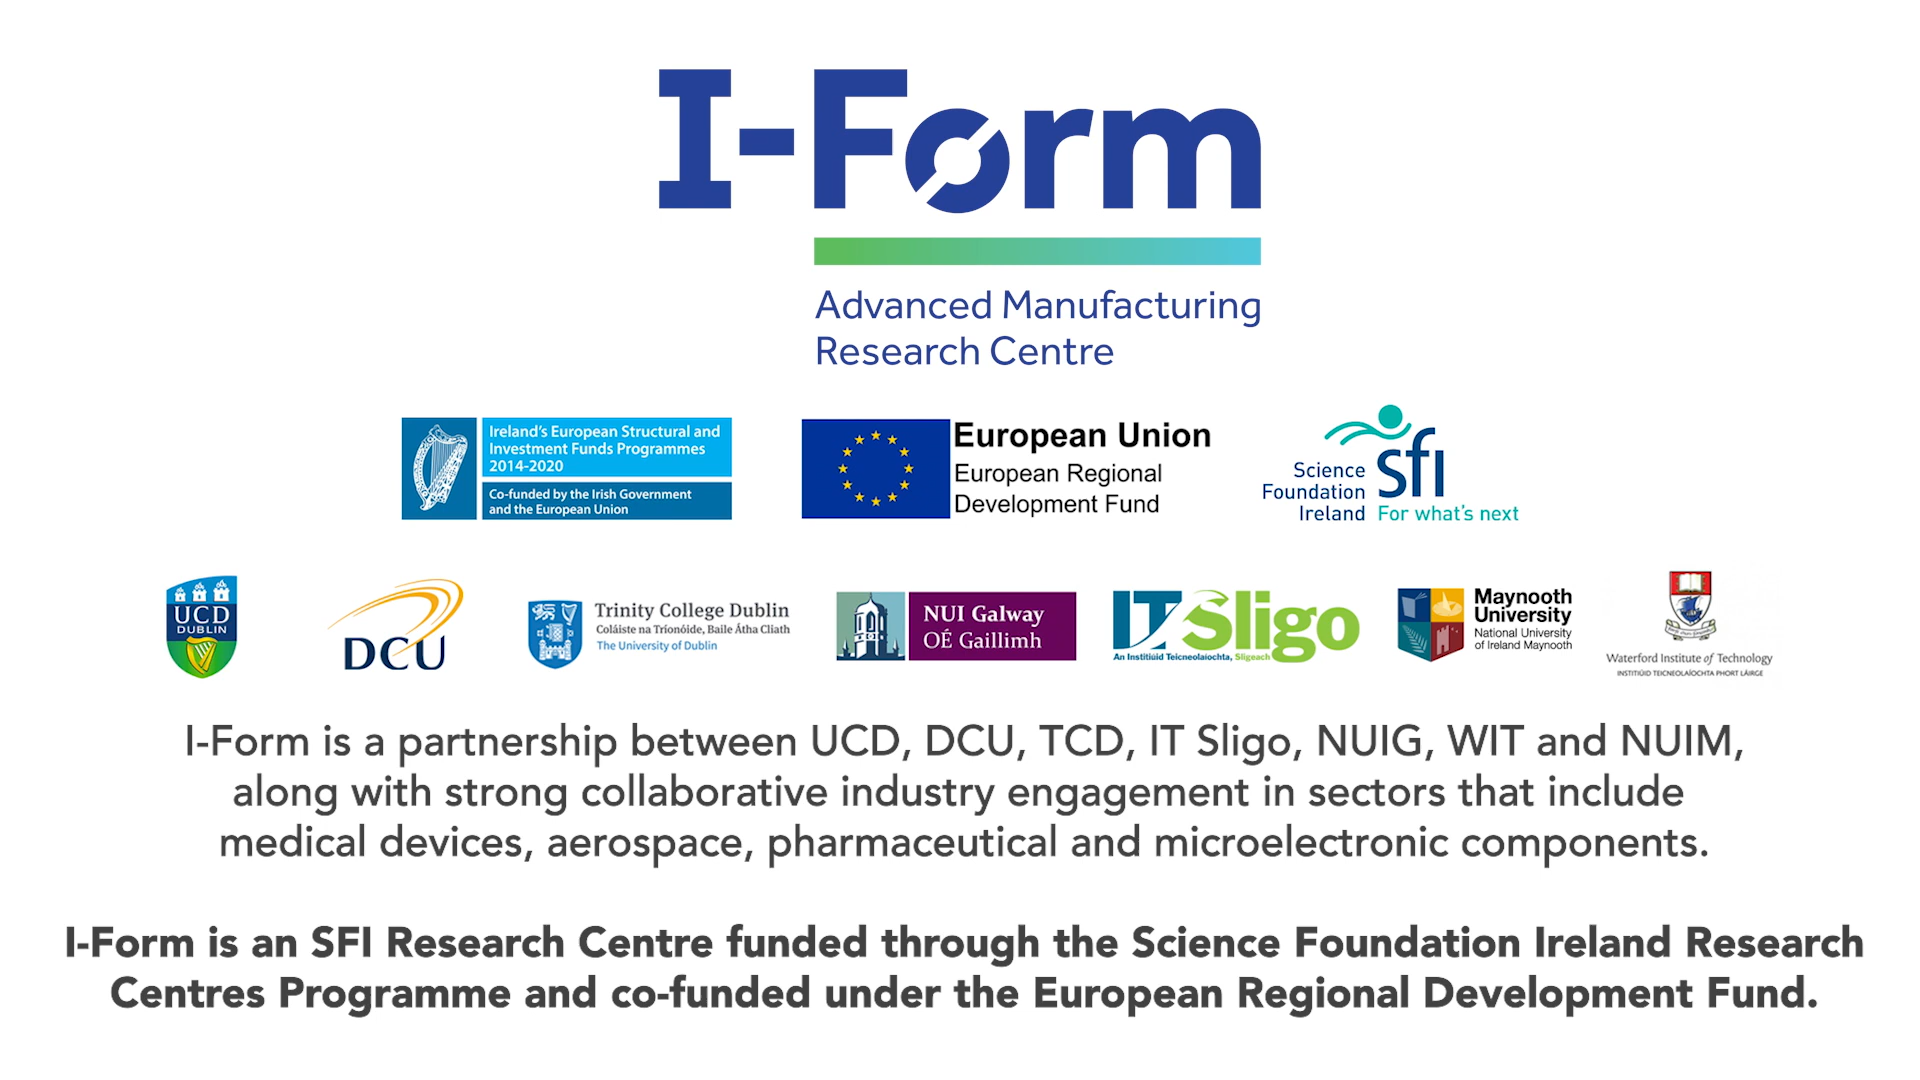 I-Form
Advanced Manufacturing
Research Centre
Ireland's European Structural and
Investment Funds Programmes
2014-2020
Co-funded by the Irish Government
and the European Union
European Union
European Regional
Development Fund
Science
Foundation
Ireland
sfi
For what's next
UCD
DUBLIN
DCU
Trinity College Dublin
Coláiste na Tríonóide, Baile Átha Cliath
The University of Dublin
NUI Galway
OÉ Gaillimh
IT Sligo
An Institiúid Teicneolaíochta, Sligeach
Maynooth
University
National University
of Ireland Maynooth
Waterford Institute of Technology
INSTITIÚID TEICNEOLAÍOCHTA PHORT LÁIRGE
I-Form is a partnership between UCD, DCU, TCD, IT Sligo, NUIG, WIT and NUIM,
along with strong collaborative industry engagement in sectors that include
medical devices, aerospace, pharmaceutical and microelectronic components.
I-Form is an SFI Research Centre funded through the Science Foundation Ireland Research
Centres Programme and co-funded under the European Regional Development Fund.